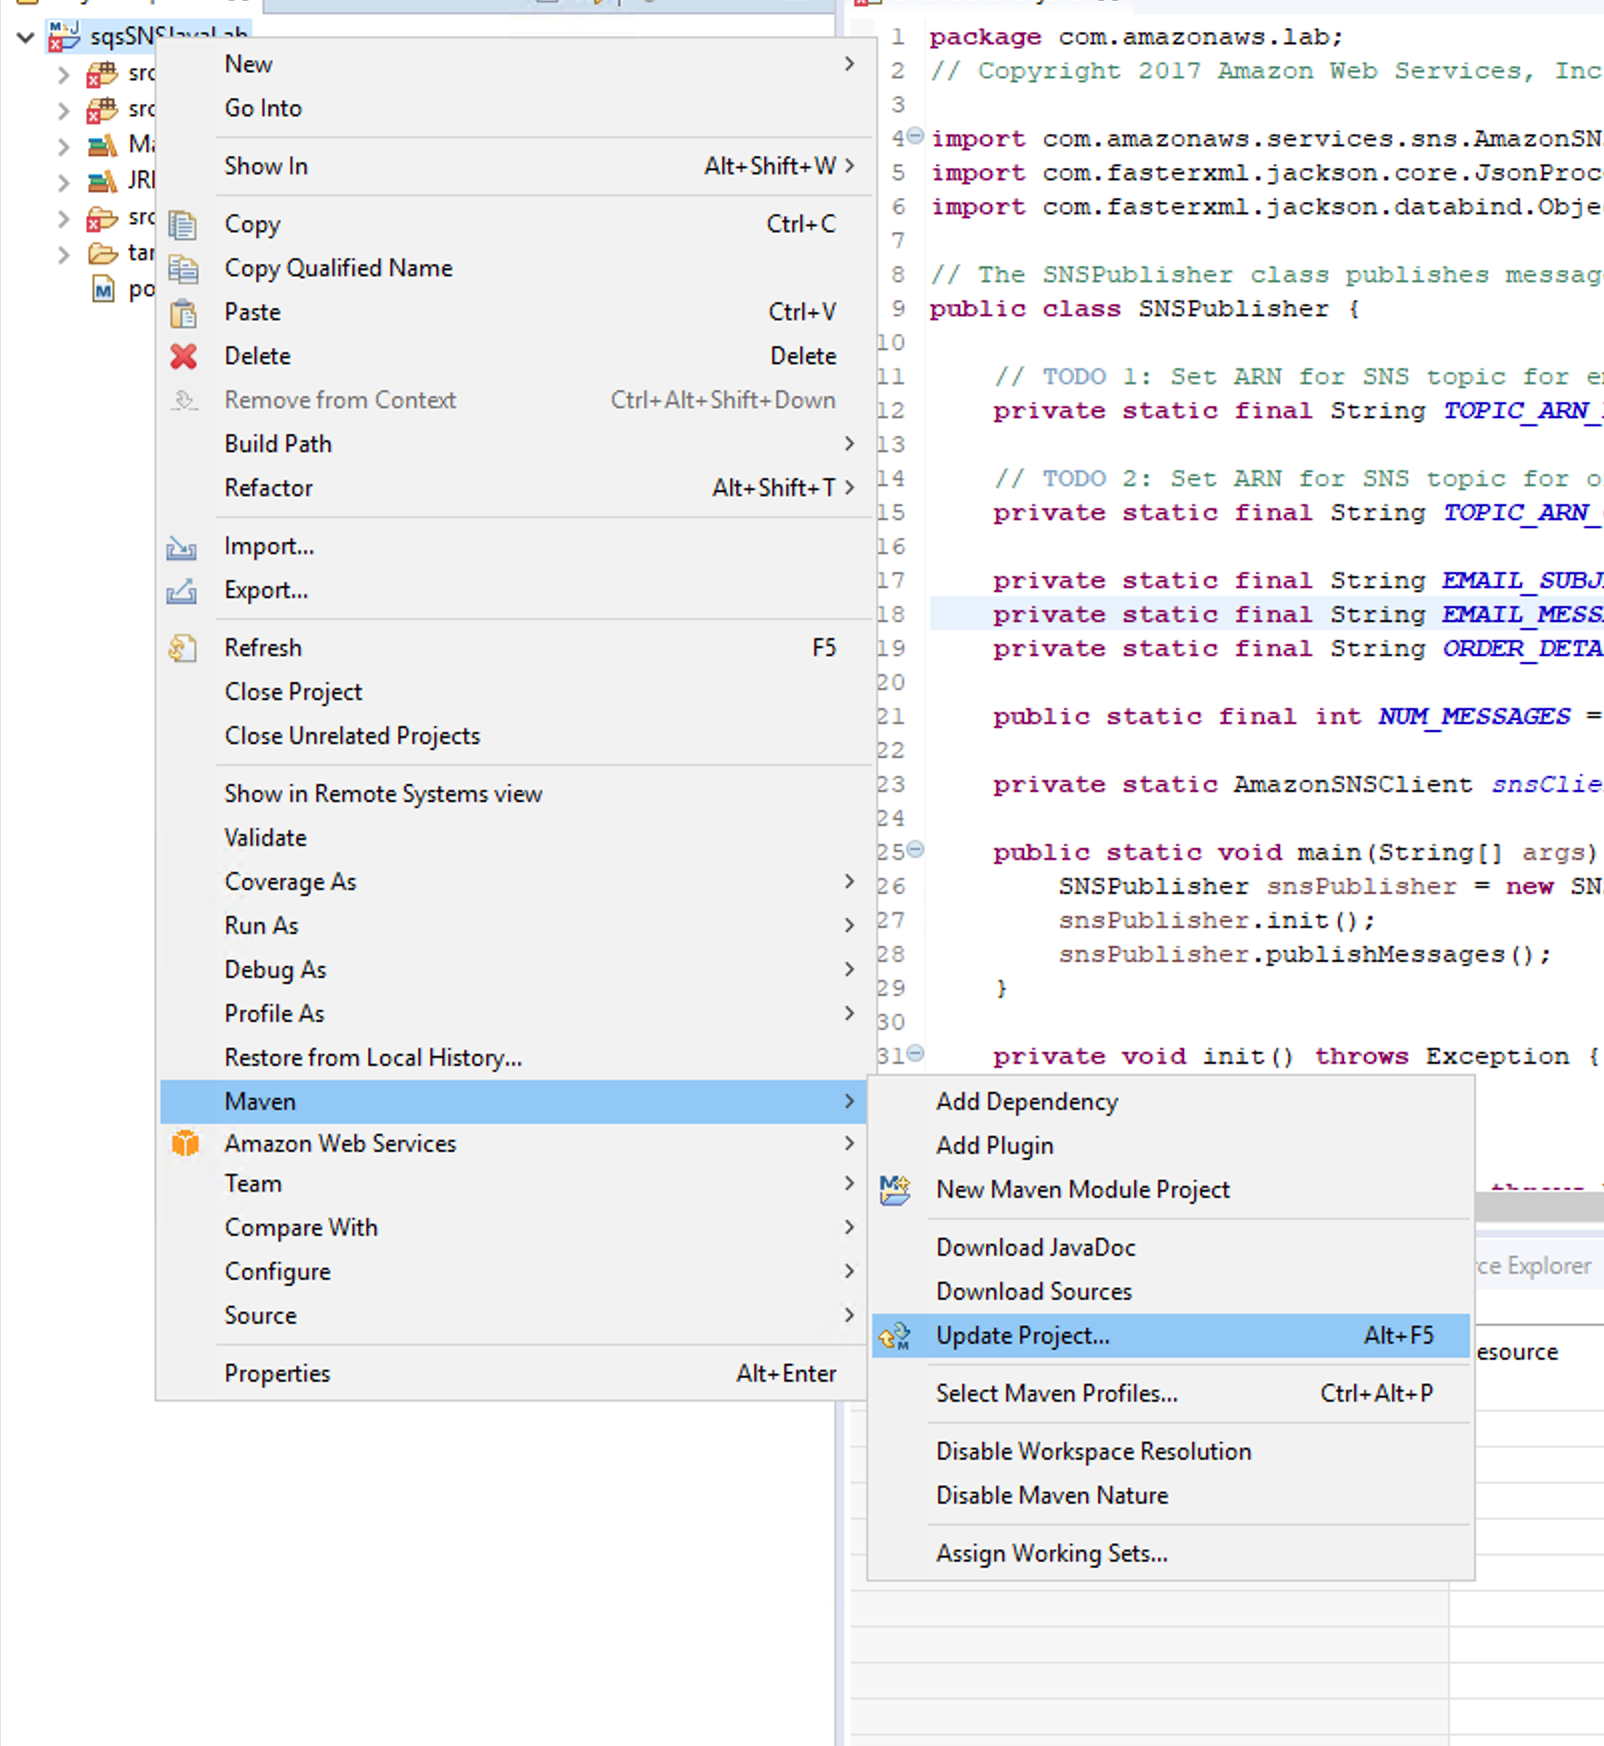 sqsSNSJavaLab
src
src
JRE
src
New
Go Into
Show In Alt+Shift+W
Copy Ctrl+C
Copy Qualified Name
Paste Ctrl+V
Delete Delete
Remove from Context Ctrl+Alt+Shift+Down
Build Path
Refactor Alt+Shift+T
Import...
Export...
Refresh F5
Close Project
Close Unrelated Projects
Show in Remote Systems view
Validate
Coverage As
Run As
Debug As
Profile As
Restore from Local History...
Maven
Amazon Web Services
Team
Compare With
Configure
Source
Properties Alt+Enter
Add Dependency
Add Plugin
New Maven Module Project
Download JavaDoc
Download Sources
Update Project... Alt+F5
Select Maven Profiles... Ctrl+Alt+P
Disable Workspace Resolution
Disable Maven Nature
Assign Working Sets...
1 package com.amazonaws.lab;
2 // Copyright 2017 Amazon Web Services, Inc
3
4 import com.amazonaws.services.sns.AmazonSN
5 import com.fasterxml.jackson.core.JsonProc
6 import com.fasterxml.jackson.databind.Obje
7
8 // The SNSPublisher class publishes messag
9 public class SNSPublisher {
10
11 // TODO 1: Set ARN for SNS topic for e
12 private static final String TOPIC_ARN_
13
14 // TODO 2: Set ARN for SNS topic for o
15 private static final String TOPIC_ARN_
16
17 private static final String EMAIL_SUBJ
18 private static final String EMAIL_MESS
19 private static final String ORDER_DETA
20
21 public static final int NUM_MESSAGES =
22
23 private static AmazonSNSClient snsClie
24
25 public static void main(String[] args)
26 SNSPublisher snsPublisher = new SN
27 snsPublisher.init();
28 snsPublisher.publishMessages();
29 }
30
31 private void init() throws Exception {
throws
ce Explorer
esource